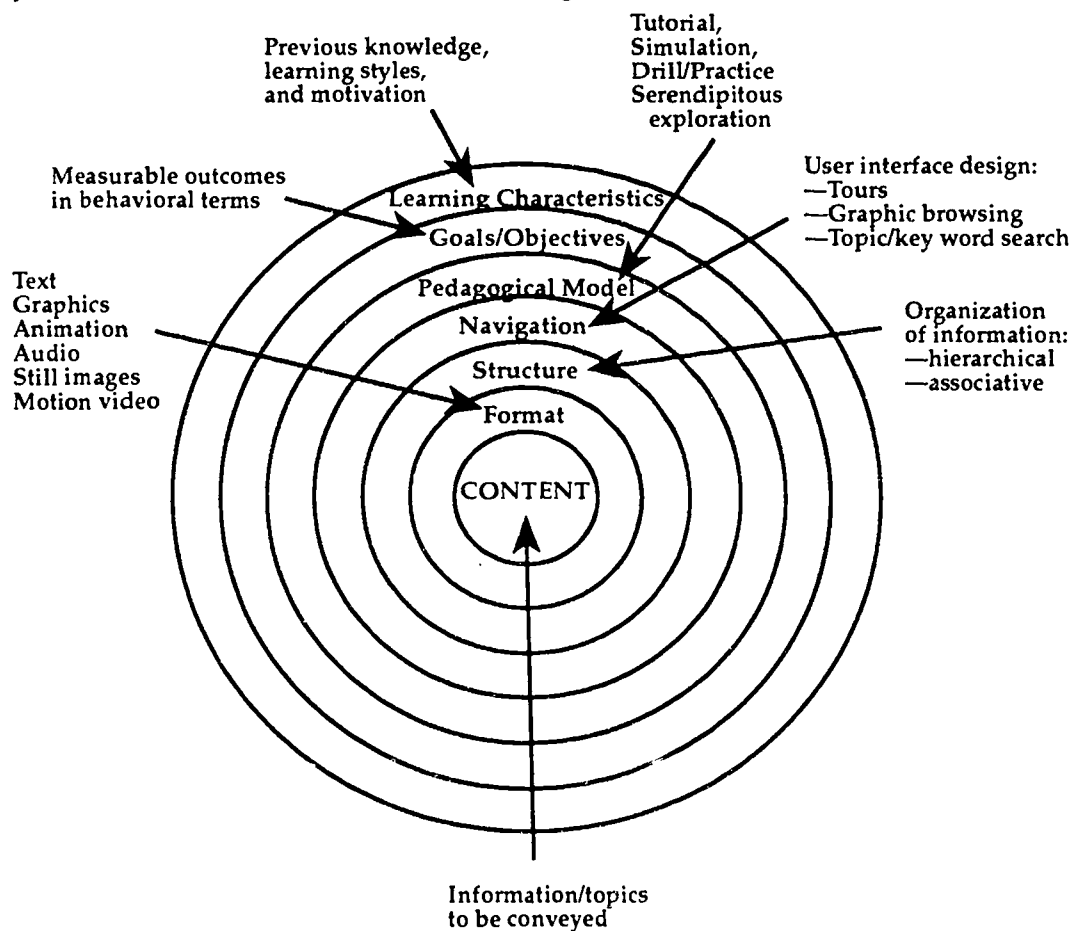 Tutorial,
Simulation,
Drill/Practice
Serendipitous
exploration
Previous knowledge,
learning styles,
and motivation
Measurable outcomes
in behavioral terms
User interface design:
—Tours
—Graphic browsing
—Topic/key word search
Text
Graphics
Animation
Audio
Still images
Motion video
Organization
of information:
—hierarchical
—associative
Learning Characteristics
Goals/Objectives
Pedagogical Model
Navigation
Structure
Format
CONTENT
Information/topics
to be conveyed